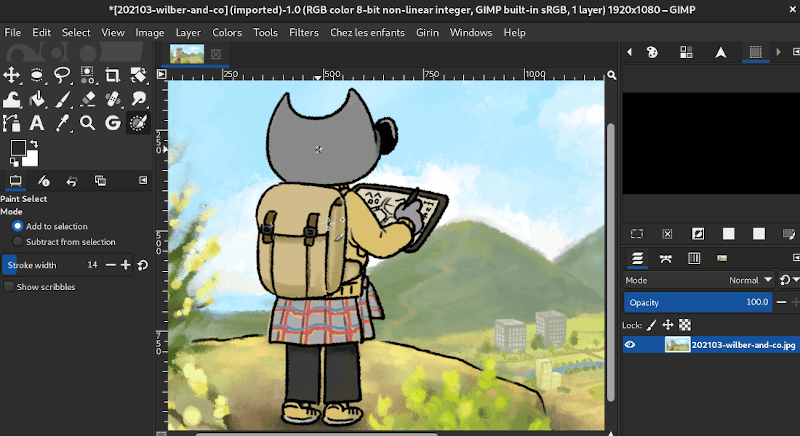 *[202103-wilber-and-co] (imported)-1.0 (RGB color 8-bit non-linear integer, GIMP built-in sRGB, 1 layer) 1920x1080 – GIMP
File Edit Select View Image Layer Colors Tools Filters Chez les enfants Girin Windows Help
250 500 750 1000
250
500
750
Paint Select
Mode
Add to selection
Subtract from selection
Stroke width 14
Show scribbles
Layers
Mode Normal
Opacity 100.0
Lock:
202103-wilber-and-co.jpg